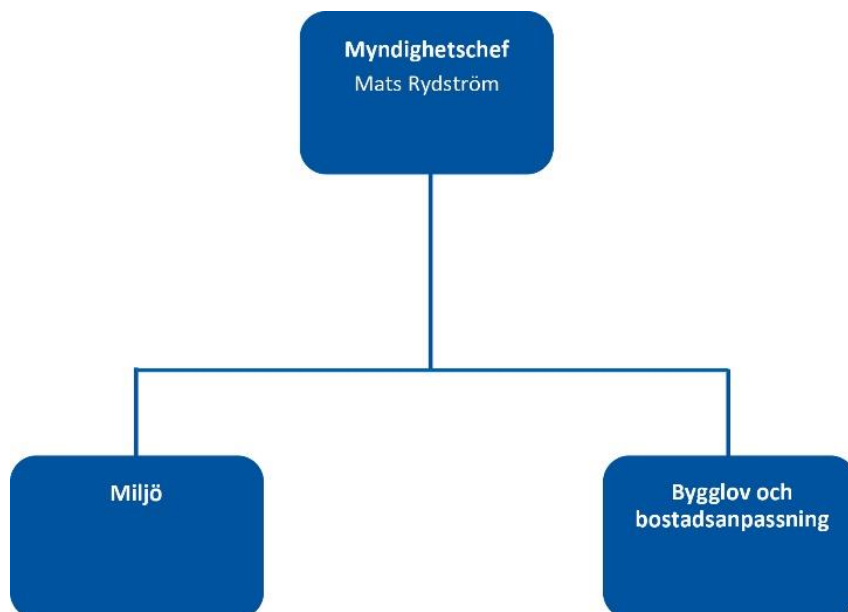 Myndighetschef
Mats Rydström
Miljö
Bygglov och
bostadsanpassning